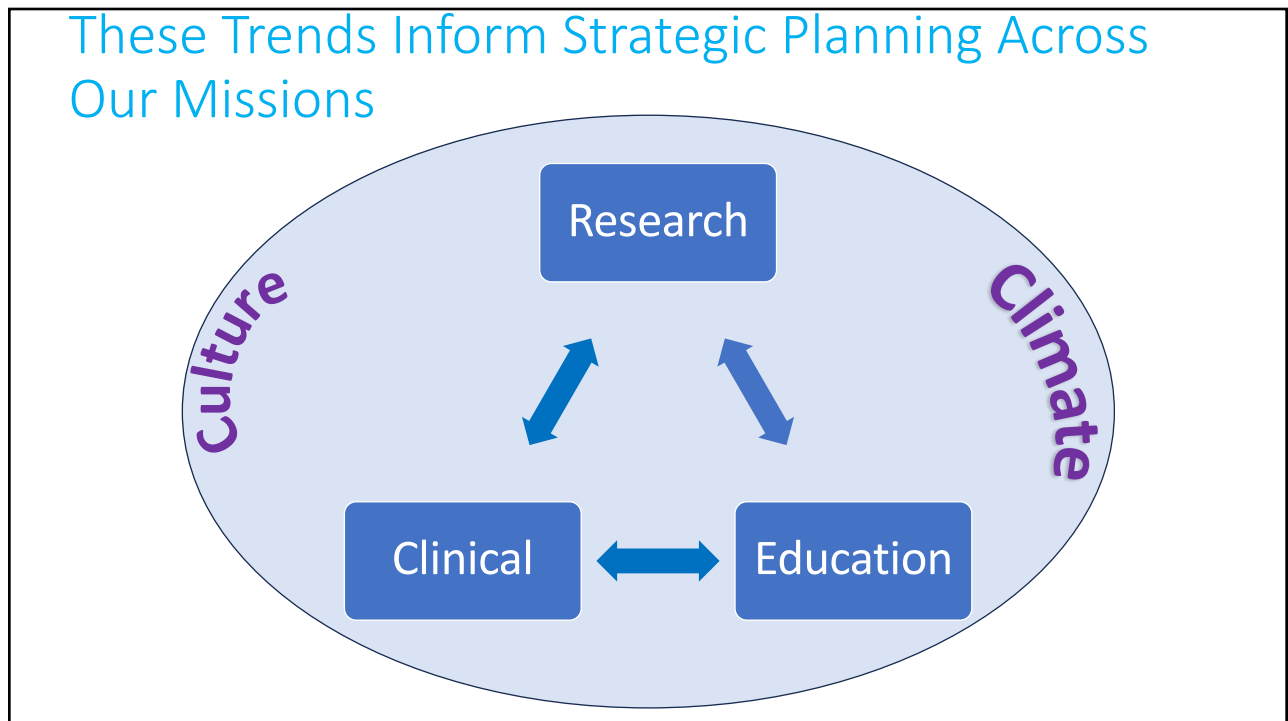 These Trends Inform Strategic Planning Across
Our Missions
Research
Culture
Climate
Clinical
Education